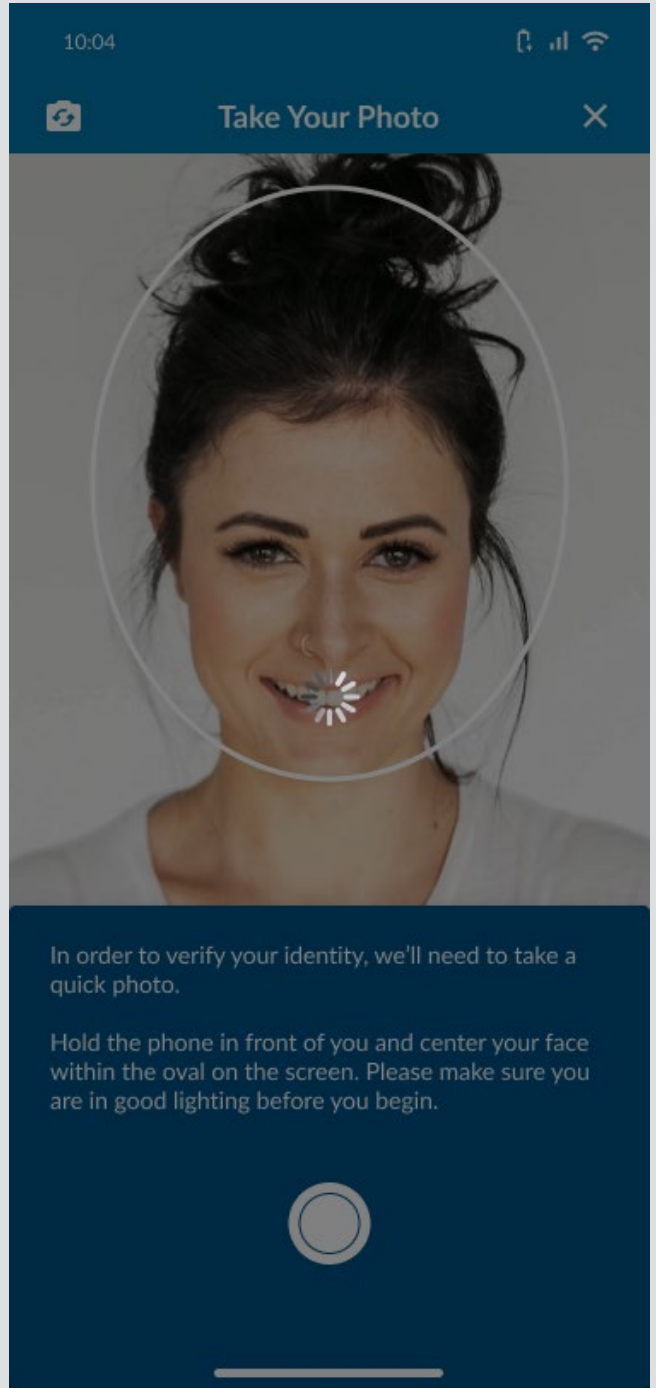 10:04
Take Your Photo
In order to verify your identity, we'll need to take a
quick photo.
Hold the phone in front of you and center your face
within the oval on the screen. Please make sure you
are in good lighting before you begin.